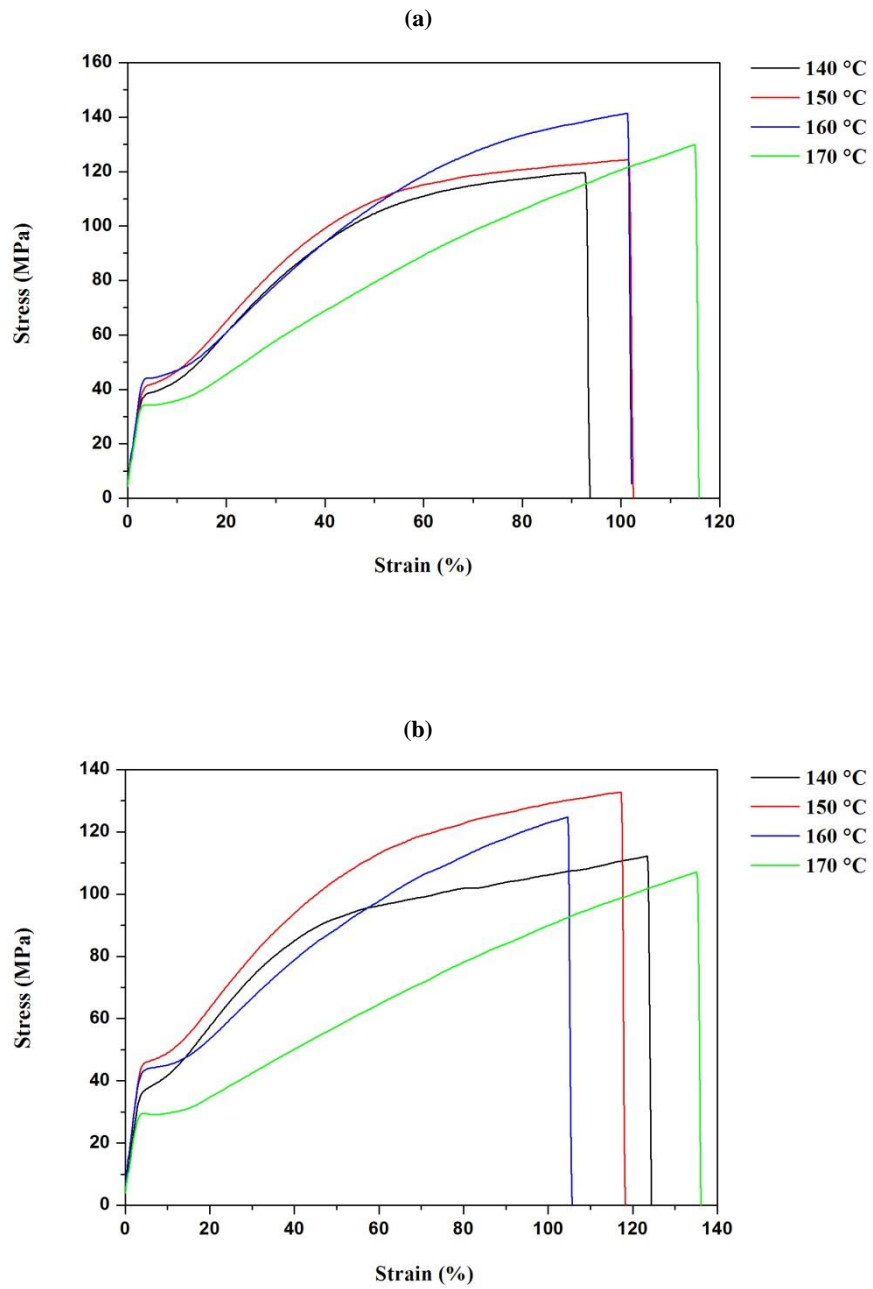 (a)
160
140
120
100
80
60
40
20
0
Stress (MPa)
0 20 40 60 80 100 120
Strain (%)
140 °C
150 °C
160 °C
170 °C
(b)
140
120
100
80
60
40
20
0
Stress (MPa)
0 20 40 60 80 100 120 140
Strain (%)
140 °C
150 °C
160 °C
170 °C